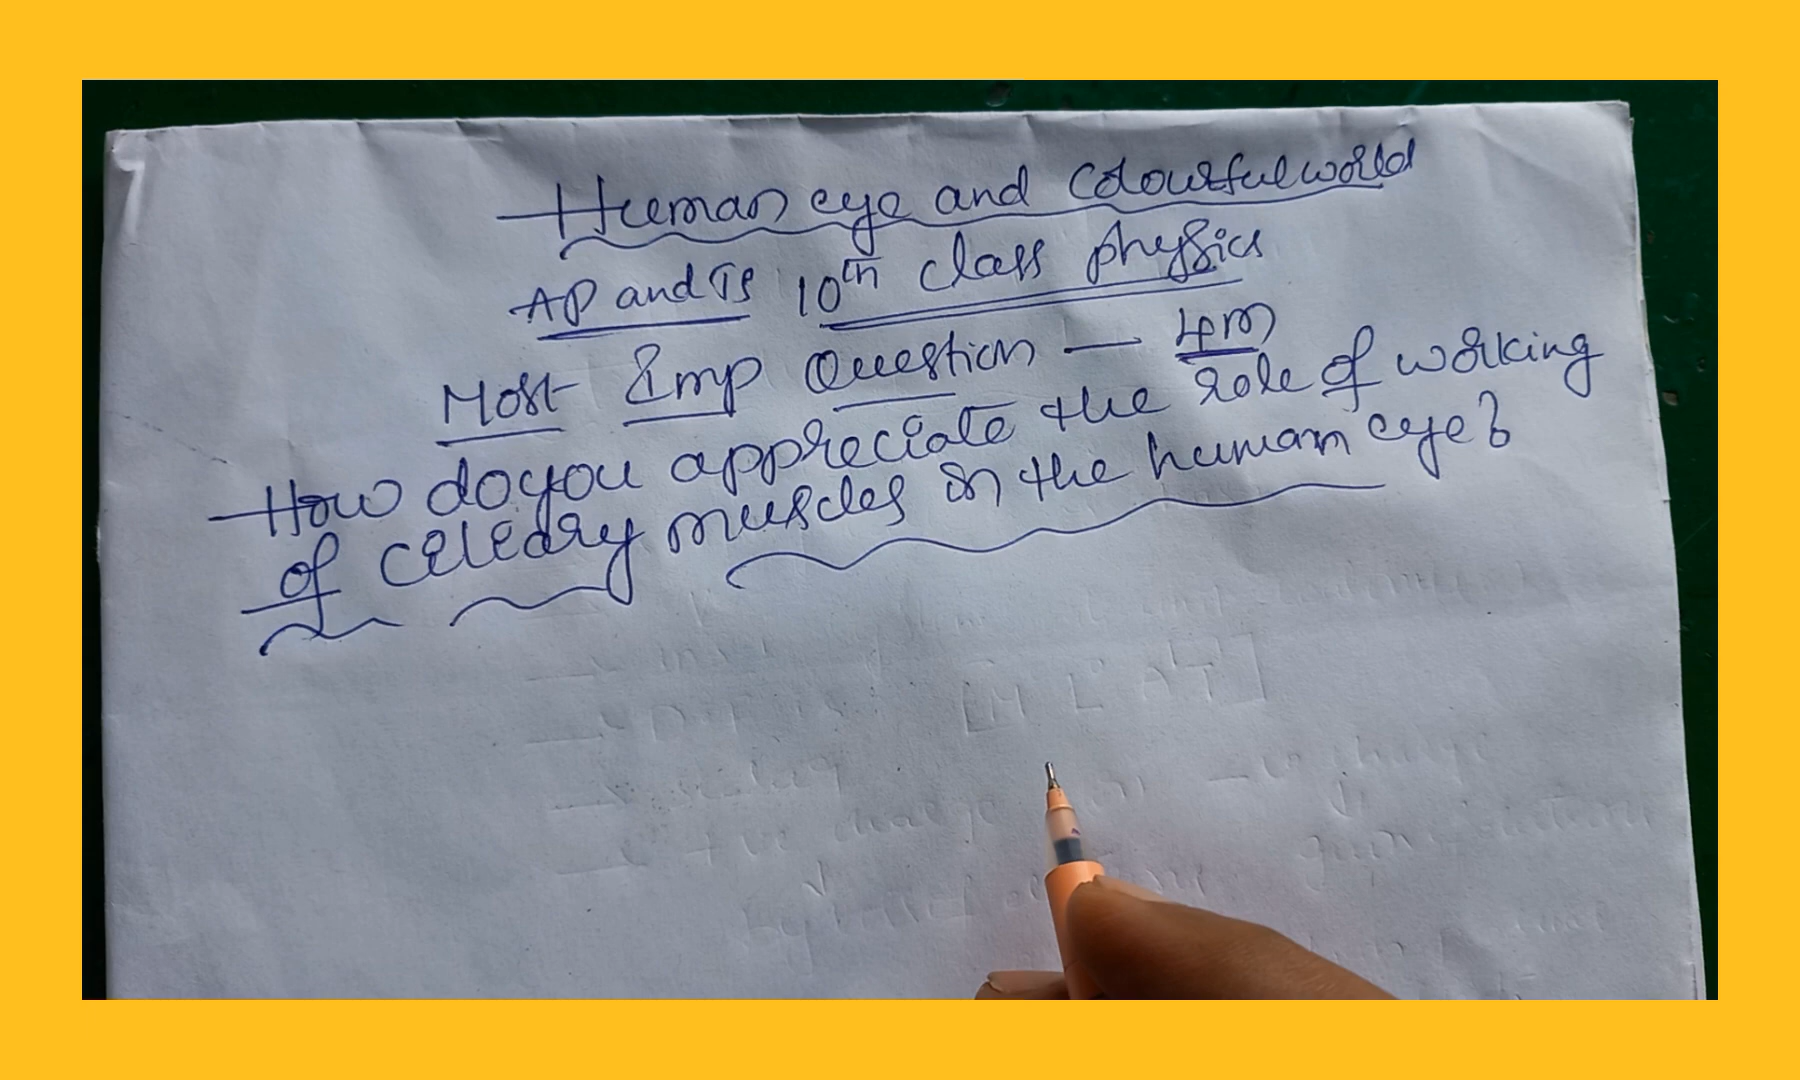 Human eye and Colourful world
AP and TS 10th class physics
Most Imp Question — 4m
How do you appreciate the role of working
of ciliary muscles in the human eye?